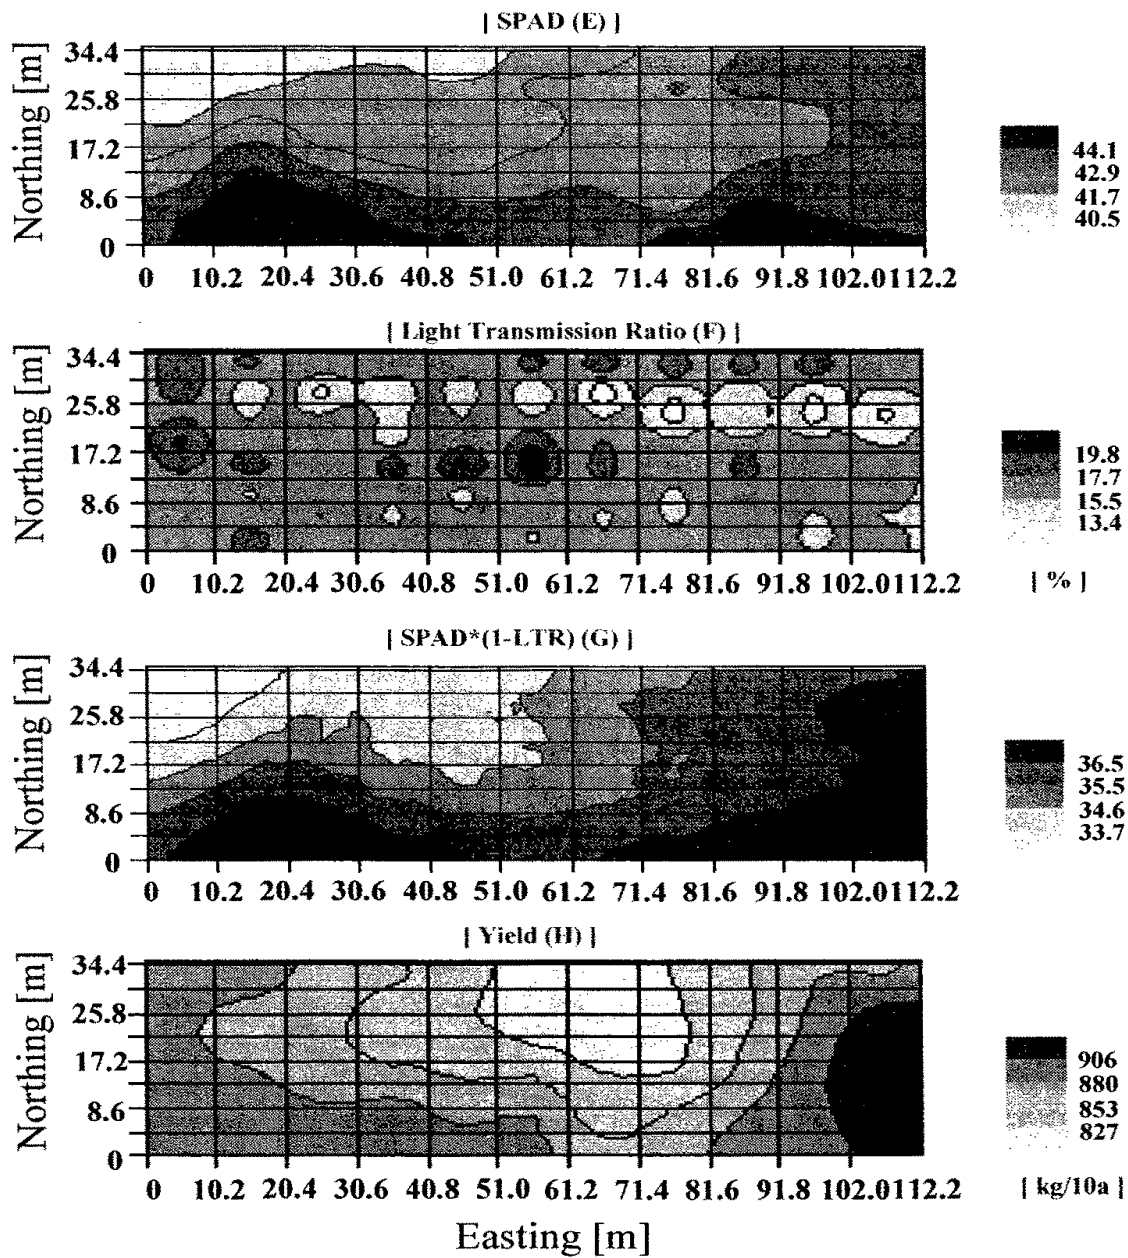 [ SPAD (E) ]
Northing [m]
34.4
25.8
17.2
8.6
0
0 10.2 20.4 30.6 40.8 51.0 61.2 71.4 81.6 91.8 102.0 112.2
44.1
42.9
41.7
40.5
[ Light Transmission Ratio (F) ]
Northing [m]
34.4
25.8
17.2
8.6
0
0 10.2 20.4 30.6 40.8 51.0 61.2 71.4 81.6 91.8 102.0 112.2
19.8
17.7
15.5
13.4
[ % ]
[ SPAD*(1-LTR) (G) ]
Northing [m]
34.4
25.8
17.2
8.6
0
0 10.2 20.4 30.6 40.8 51.0 61.2 71.4 81.6 91.8 102.0 112.2
36.5
35.5
34.6
33.7
[ Yield (H) ]
Northing [m]
34.4
25.8
17.2
8.6
0
0 10.2 20.4 30.6 40.8 51.0 61.2 71.4 81.6 91.8 102.0 112.2
906
880
853
827
[ kg/10a ]
Easting [m]